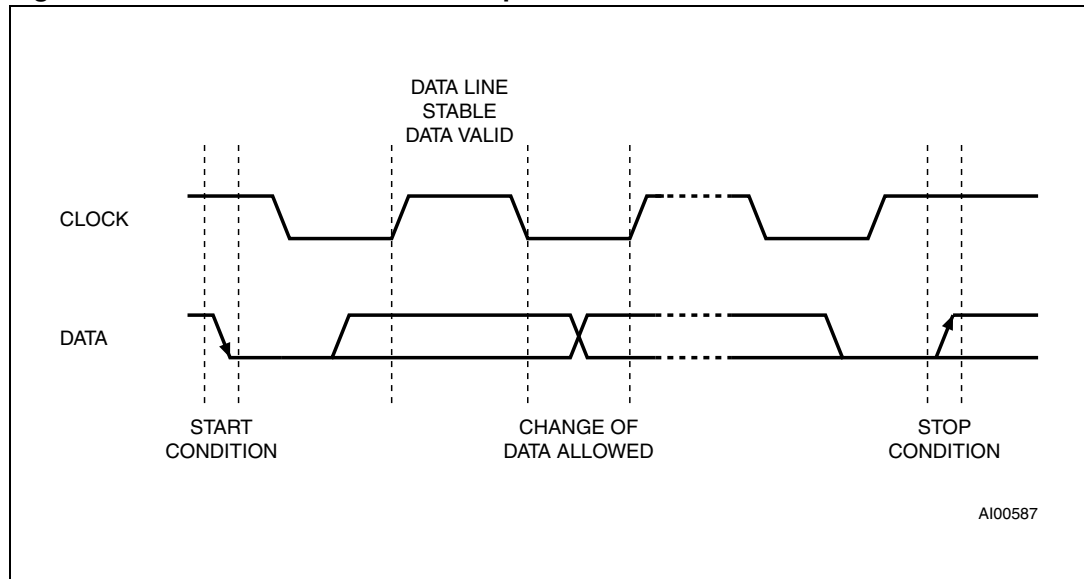 DATA LINE
STABLE
DATA VALID
CLOCK
DATA
START
CONDITION
CHANGE OF
DATA ALLOWED
STOP
CONDITION
AI00587